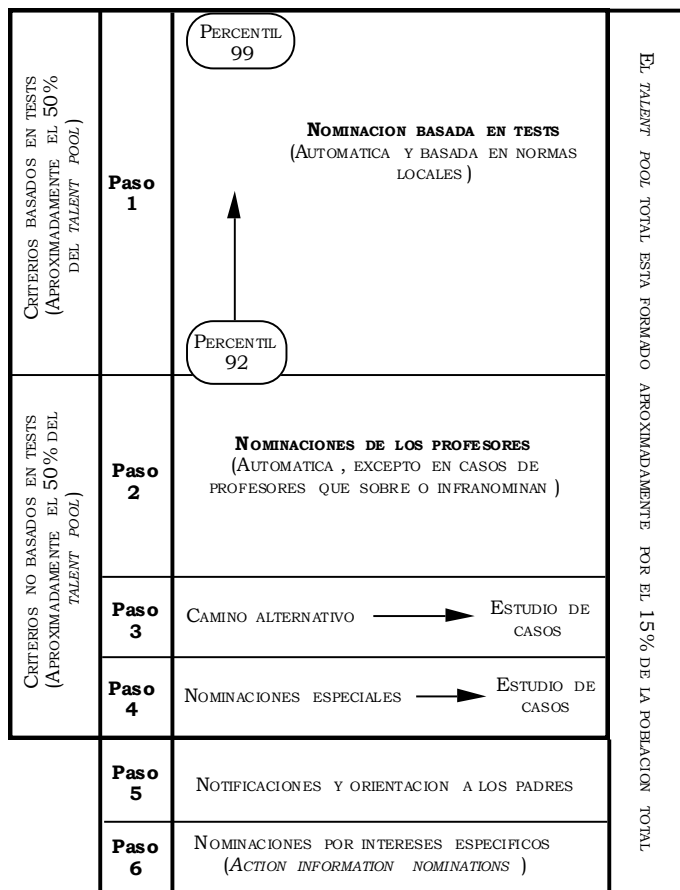 CRITERIOS BASADOS EN TESTS
(APROXIMADAMENTE EL 50%
DEL TALENT POOL)
Paso
1
PERCENTIL
99
NOMINACION BASADA EN TESTS
(AUTOMATICA Y BASADA EN NORMAS
LOCALES)
PERCENTIL
92
CRITERIOS NO BASADOS EN TESTS
(APROXIMADAMENTE EL 50% DEL
TALENT POOL)
Paso
2
NOMINACIONES DE LOS PROFESORES
(AUTOMATICA, EXCEPTO EN CASOS DE
PROFESORES QUE SOBRE O INFRANOMINAN)
Paso
3
CAMINO ALTERNATIVO
ESTUDIO DE
CASOS
Paso
4
NOMINACIONES ESPECIALES
ESTUDIO DE
CASOS
Paso
5
NOTIFICACIONES Y ORIENTACION A LOS PADRES
Paso
6
NOMINACIONES POR INTERESES ESPECIFICOS
(ACTION INFORMATION NOMINATIONS)
EL TALENT POOL TOTAL ESTA FORMADO APROXIMADAMENTE POR EL 15% DE LA POBLACION TOTAL